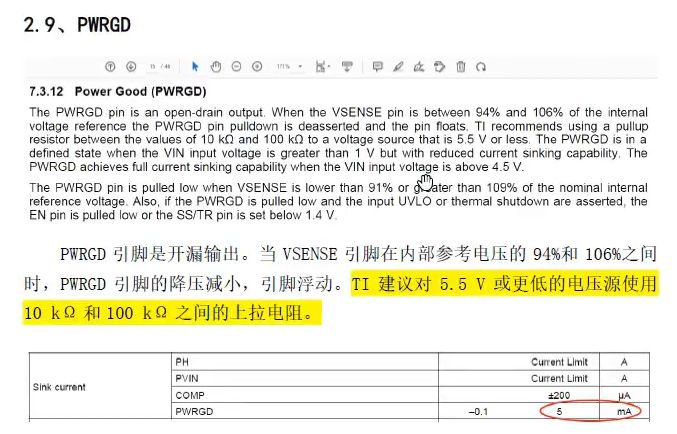 2.9、PWRGD
7.3.12 Power Good (PWRGD)
The PWRGD pin is an open-drain output. When the VSENSE pin is between 94% and 106% of the internal
voltage reference the PWRGD pin pulldown is deasserted and the pin floats. TI recommends using a pullup
resistor between the values of 10 kΩ and 100 kΩ to a voltage source that is 5.5 V or less. The PWRGD is in a
defined state when the VIN input voltage is greater than 1 V but with reduced current sinking capability. The
PWRGD achieves full current sinking capability when the VIN input voltage is above 4.5 V.
The PWRGD pin is pulled low when VSENSE is lower than 91% or greater than 109% of the nominal internal
reference voltage. Also, if the PWRGD is pulled low and the input UVLO or thermal shutdown are asserted, the
EN pin is pulled low or the SS/TR pin is set below 1.4 V.
PWRGD 引脚是开漏输出。当 VSENSE 引脚在内部参考电压的 94%和 106%之间
时，PWRGD 引脚的降压减小，引脚浮动。TI 建议对 5.5 V 或更低的电压源使用
10 kΩ 和 100 kΩ 之间的上拉电阻。
Sink current
PH Current Limit A
PVIN Current Limit A
COMP ±200 µA
PWRGD –0.1 5 mA